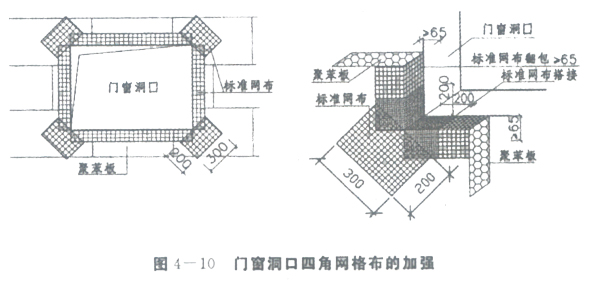 门窗洞口
标准网布
聚苯板
200
300
>65
门窗洞口
标准网布翻包>65
标准网布搭接
聚苯板
标准网布
200
200
>65
聚苯板
300
200
图 4—10 门窗洞口四角网格布的加强